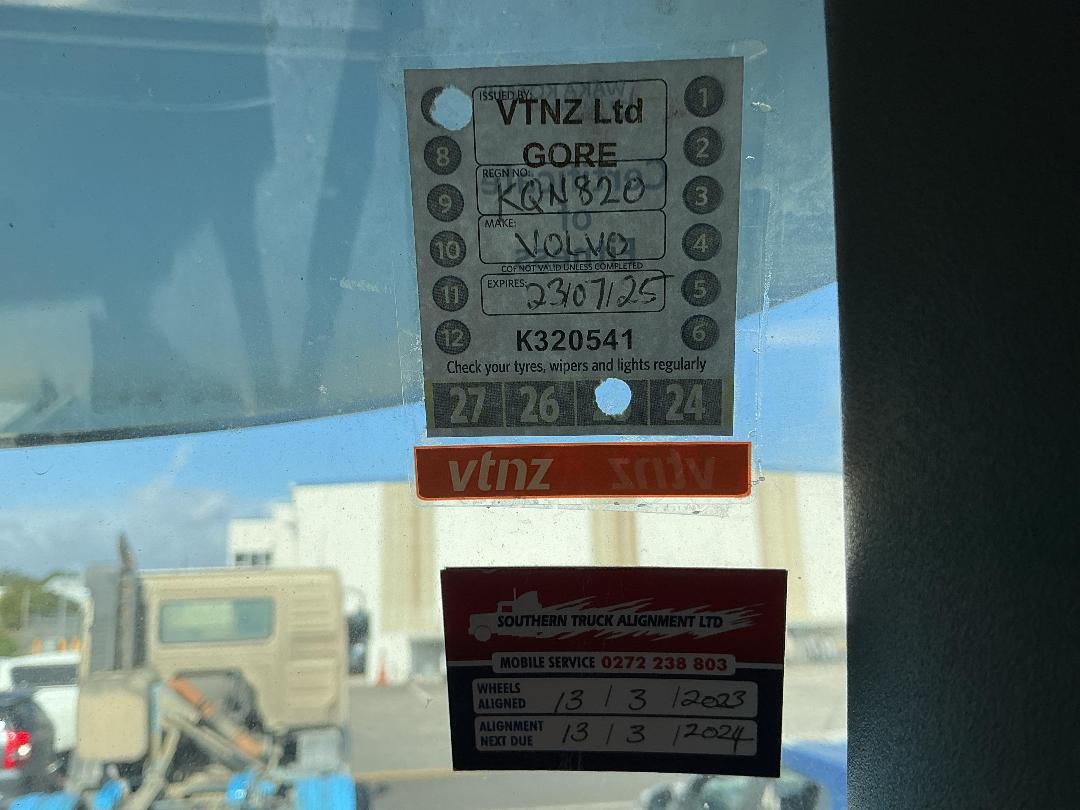 ISSUED BY:
VTNZ Ltd
GORE
REGN NO:
KQN820
MAKE:
VOLVO
COF NOT VALID UNLESS COMPLETED
EXPIRES:
23/07/25
K320541
Check your tyres, wipers and lights regularly
8
9
10
11
12
1
2
3
4
5
6
27 26 24
vtnz
SOUTHERN TRUCK ALIGNMENT LTD
MOBILE SERVICE 0272 238 803
WHEELS ALIGNED 13 / 3 / 2023
ALIGNMENT NEXT DUE 13 / 3 / 2024
Certificate
of
Fitness